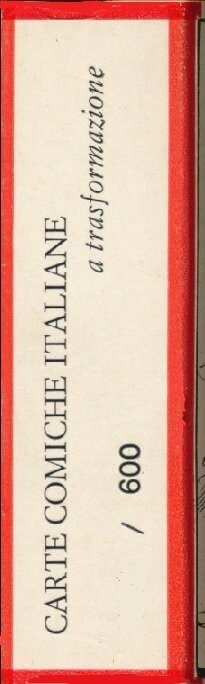 CARTE COMICHE ITALIANE
a trasformazione
/ 600